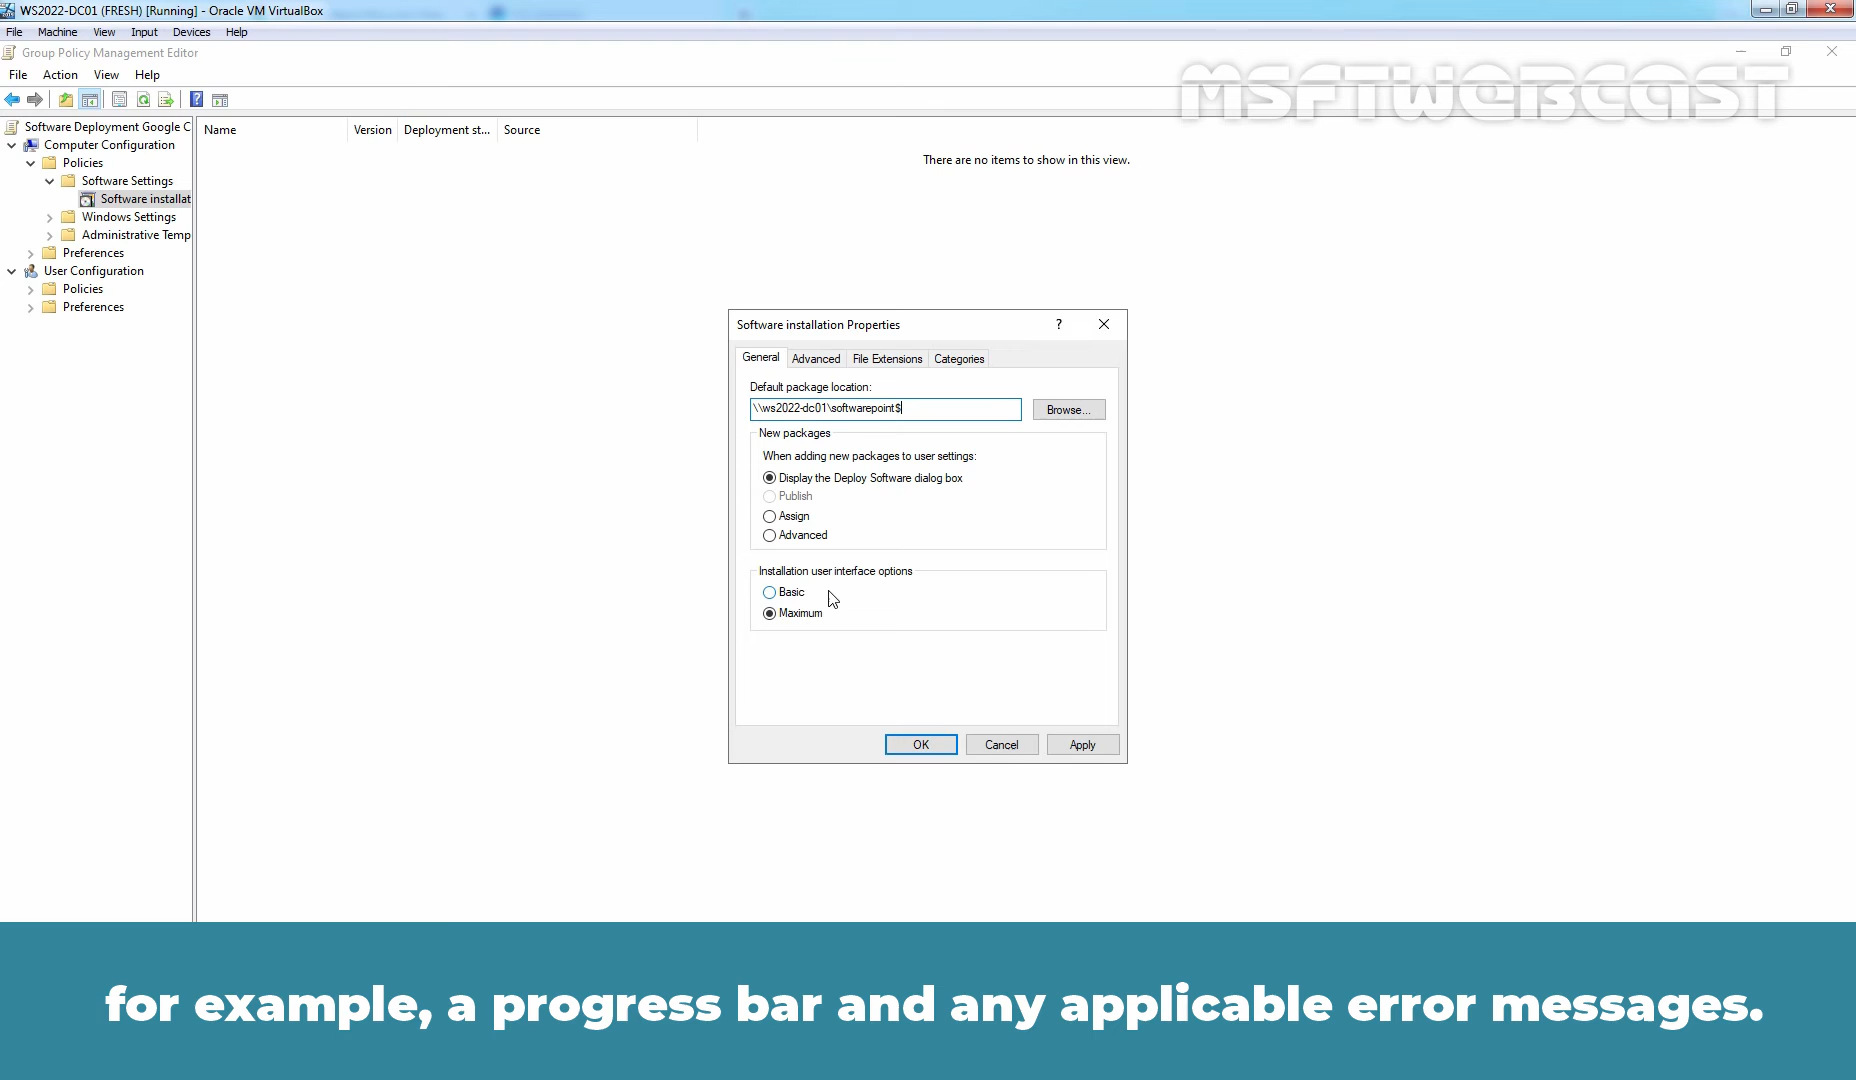 WS2022-DC01 (FRESH) [Running] - Oracle VM VirtualBox
File Machine View Input Devices Help
Group Policy Management Editor
File Action View Help
MSFTWEBCAST
Software Deployment Google C
Computer Configuration
Policies
Software Settings
Software installat
Windows Settings
Administrative Temp
Preferences
User Configuration
Policies
Preferences
Name Version Deployment st... Source
There are no items to show in this view.
Software installation Properties
General Advanced File Extensions Categories
Default package location:
\\ws2022-dc01\softwarepoint$
Browse...
New packages
When adding new packages to user settings:
Display the Deploy Software dialog box
Publish
Assign
Advanced
Installation user interface options
Basic
Maximum
OK Cancel Apply
for example, a progress bar and any applicable error messages.